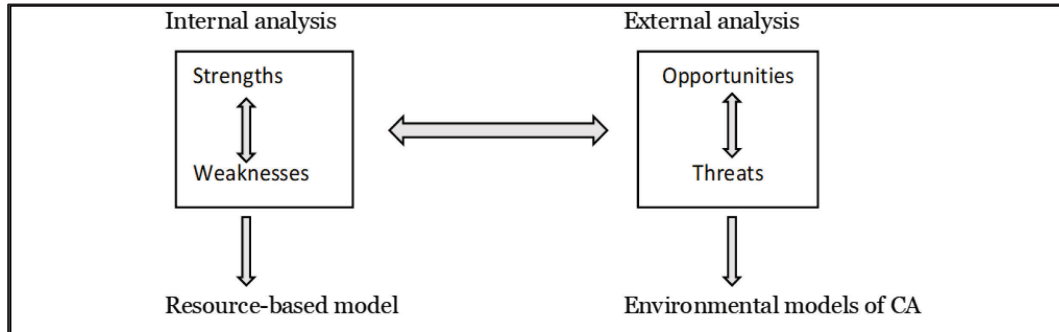 Internal analysis
External analysis
Strengths
Opportunities
Weaknesses
Threats
Resource-based model
Environmental models of CA